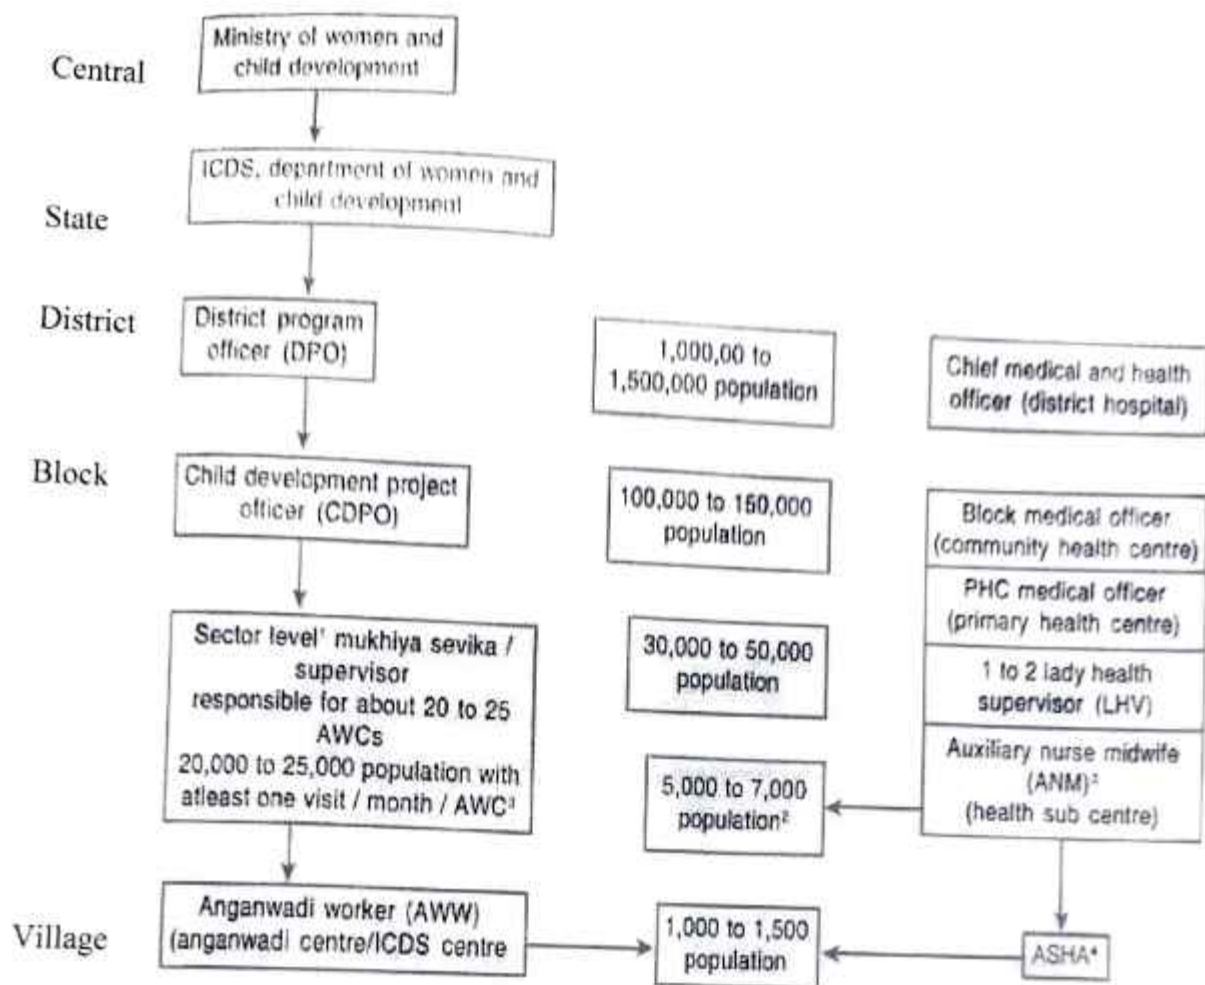 Central
Ministry of women and
child development
State
ICDS, department of women and
child development
District
District program
officer (DPO)
1,000,00 to
1,500,000 population
Chief medical and health
officer (district hospital)
Block
Child development project
officer (CDPO)
100,000 to 150,000
population
Block medical officer
(community health centre)
PHC medical officer
(primary health centre)
Sector level¹ mukhiya sevika /
supervisor
responsible for about 20 to 25
AWCs
20,000 to 25,000 population with
atleast one visit / month / AWC³
30,000 to 50,000
population
1 to 2 lady health
supervisor (LHV)
Auxiliary nurse midwife
(ANM)²
(health sub centre)
5,000 to 7,000
population²
Village
Anganwadi worker (AWW)
(anganwadi centre/ICDS centre
1,000 to 1,500
population
ASHA⁴